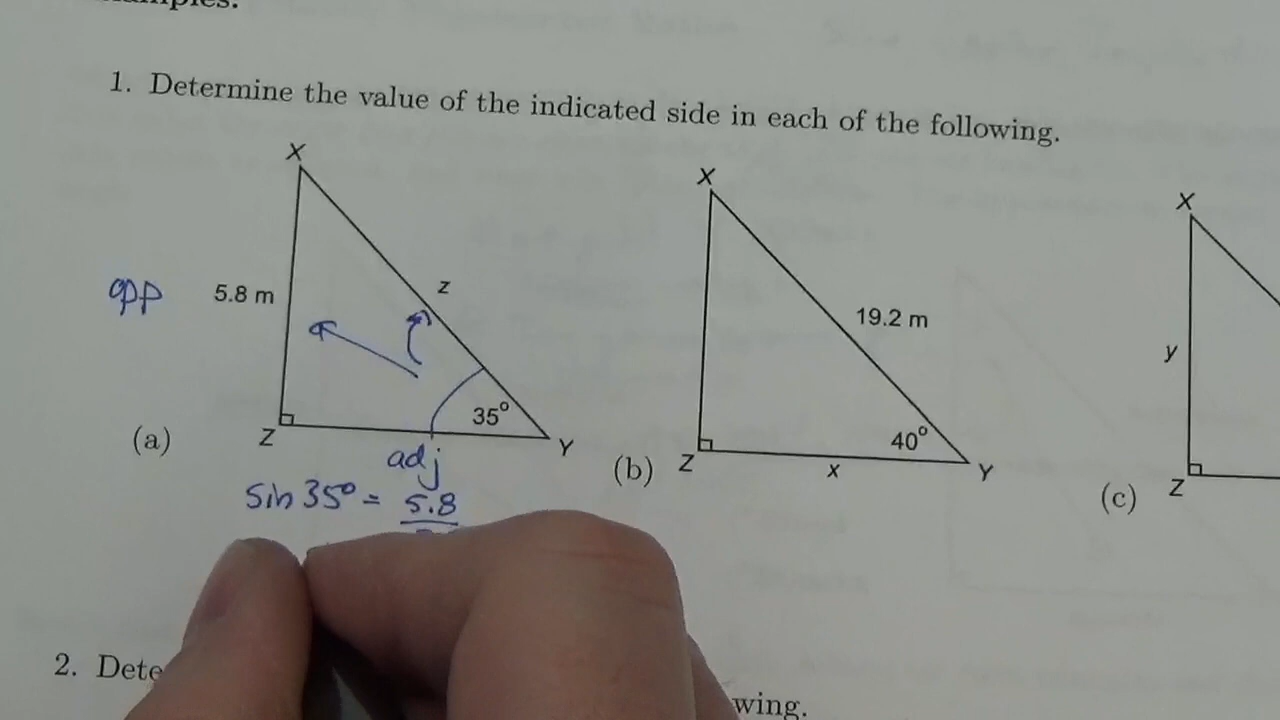 1. Determine the value of the indicated side in each of the following.
X
opp 5.8 m z
35°
(a) Z Y
adj
sin 35° = 5.8
X
19.2 m
40°
(b) Z x Y
X
y
(c) Z
2.
wing.